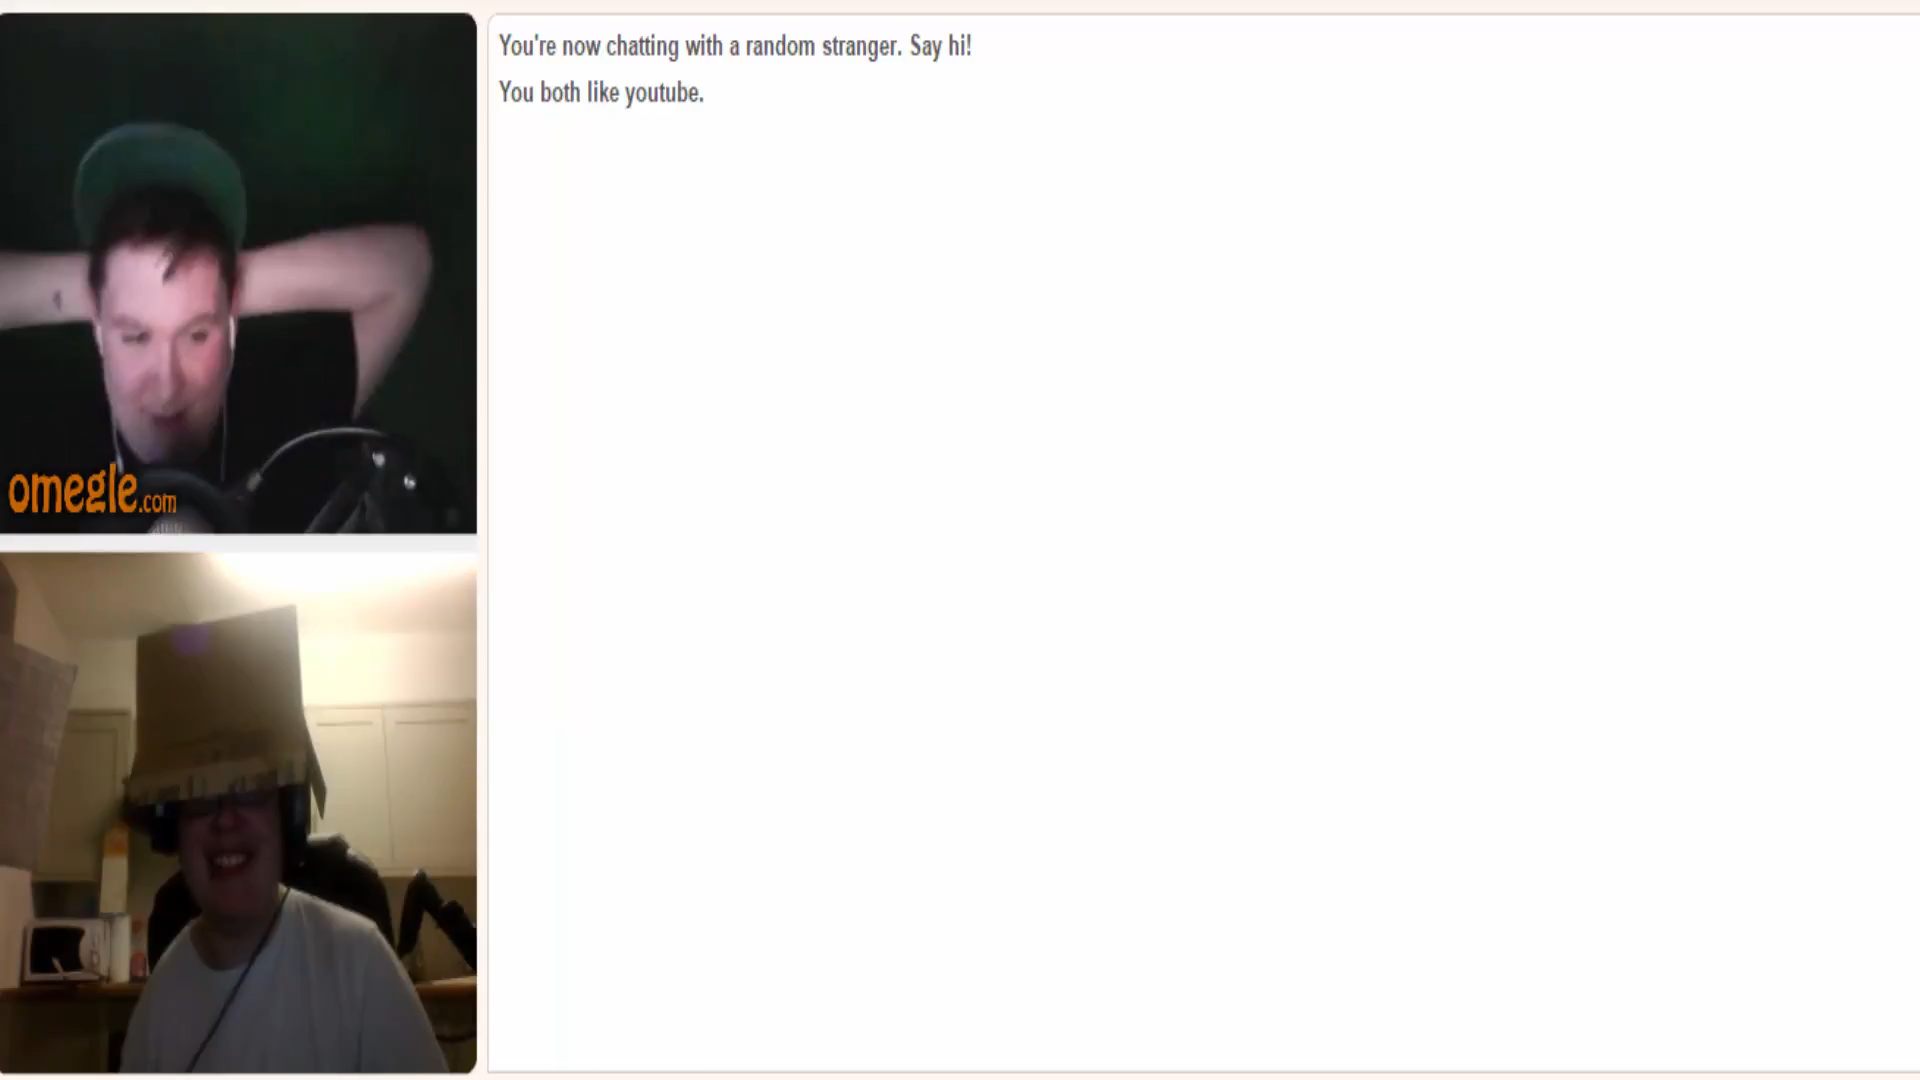 You're now chatting with a random stranger. Say hi!
You both like youtube.
omegle.com